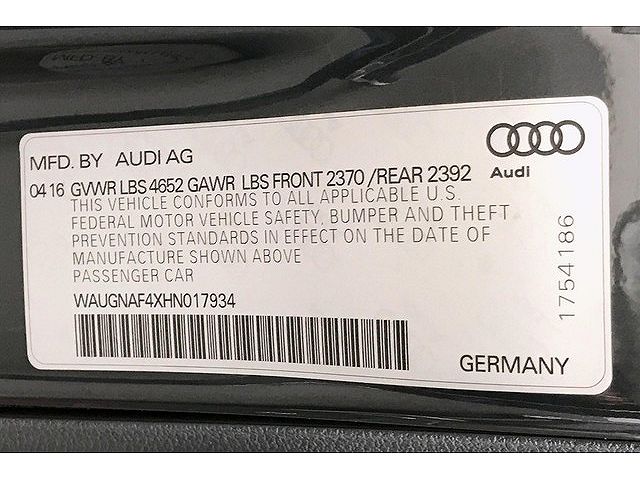 MFD. BY AUDI AG
04 16 GVWR LBS 4652 GAWR LBS FRONT 2370 / REAR 2392
THIS VEHICLE CONFORMS TO ALL APPLICABLE U.S.
FEDERAL MOTOR VEHICLE SAFETY, BUMPER AND THEFT
PREVENTION STANDARDS IN EFFECT ON THE DATE OF
MANUFACTURE SHOWN ABOVE
PASSENGER CAR
WAUGNAF4XHN017934
Audi
1754186
GERMANY